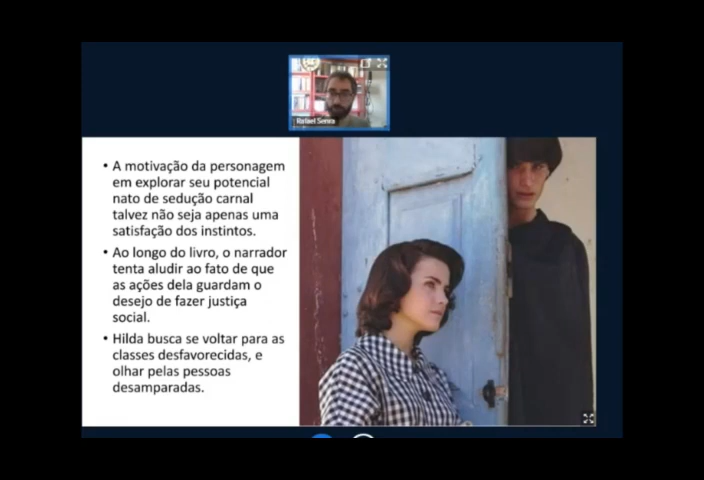 Rafael Senra
• A motivação da personagem
em explorar seu potencial
nato de sedução carnal
talvez não seja apenas uma
satisfação dos instintos.
• Ao longo do livro, o narrador
tenta aludir ao fato de que
as ações dela guardam o
desejo de fazer justiça
social.
• Hilda busca se voltar para as
classes desfavorecidas, e
olhar pelas pessoas
desamparadas.